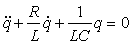 q̈ + R/L q̇ + 1/LC q = 0